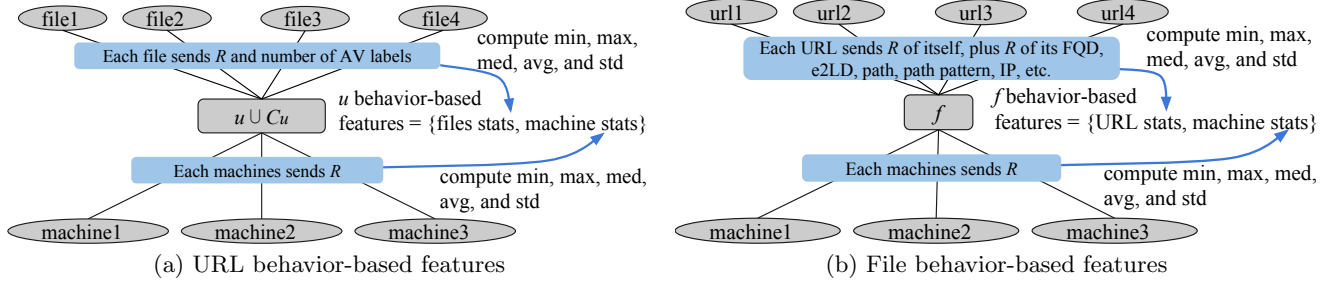 file1
file2
file3
file4
Each file sends R and number of AV labels
compute min, max,
med, avg, and std
u ∪ Cu
u behavior-based
features = {files stats, machine stats}
Each machines sends R
compute min, max, med,
avg, and std
machine1
machine2
machine3
(a) URL behavior-based features
url1
url2
url3
url4
Each URL sends R of itself, plus R of its FQD,
e2LD, path, path pattern, IP, etc.
compute min, max,
med, avg, and std
f
f behavior-based
features = {URL stats, machine stats}
Each machines sends R
compute min, max, med,
avg, and std
machine1
machine2
machine3
(b) File behavior-based features